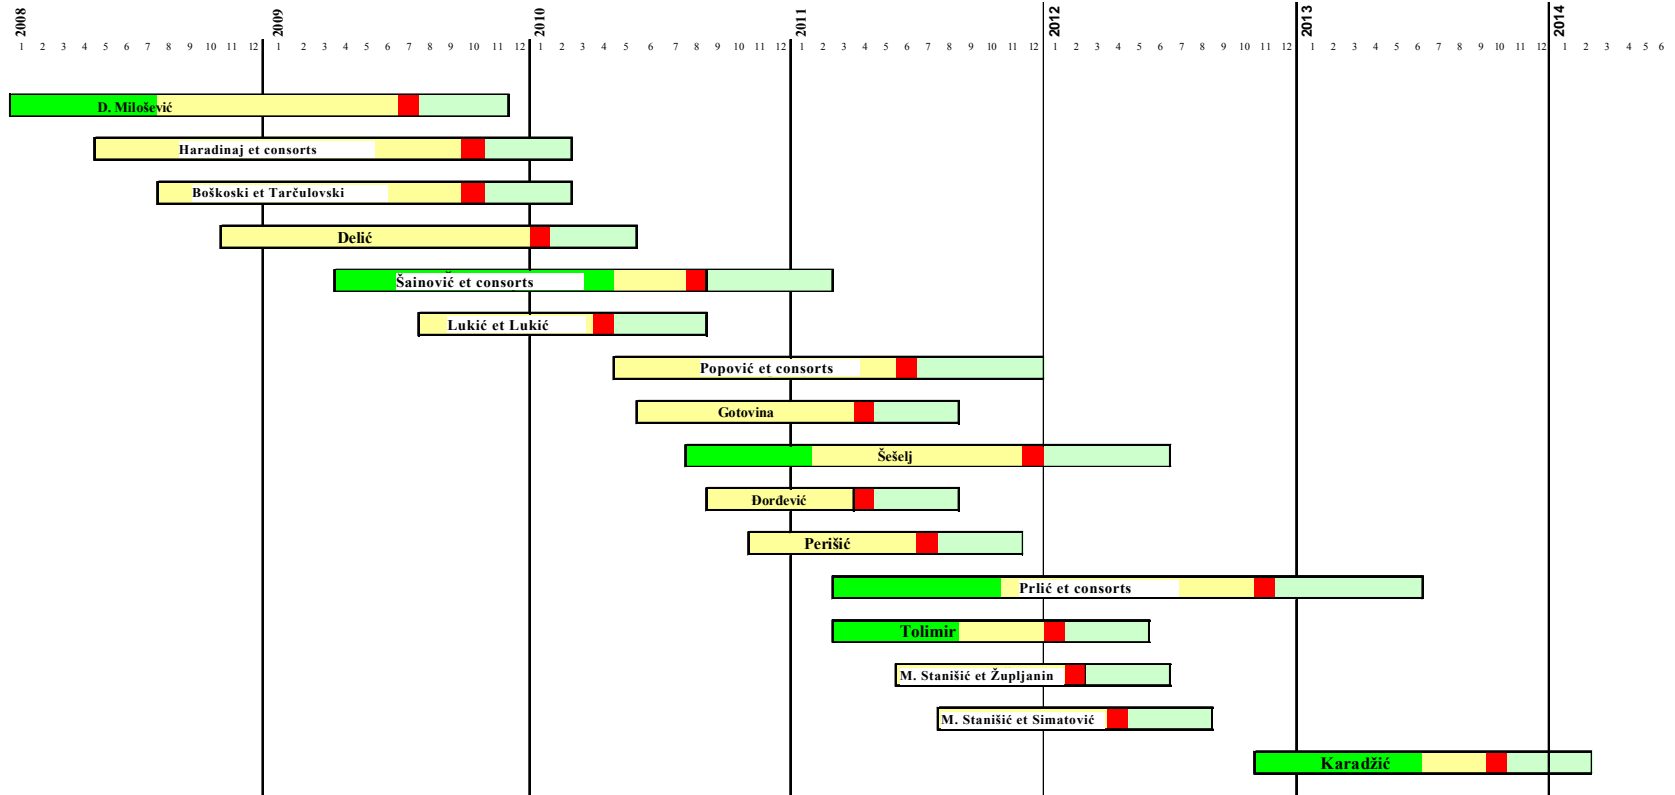 2008 2009 2010 2011 2012 2013 2014
1 2 3 4 5 6 7 8 9 10 11 12 1 2 3 4 5 6 7 8 9 10 11 12 1 2 3 4 5 6 7 8 9 10 11 12 1 2 3 4 5 6 7 8 9 10 11 12 1 2 3 4 5 6 7 8 9 10 11 12 1 2 3 4 5 6 7 8 9 10 11 12 1 2 3 4 5 6
D. Milošević
Haradinaj et consorts
Boškoski et Tarčulovski
Delić
Šainović et consorts
Lukić et Lukić
Popović et consorts
Gotovina
Šešelj
Đorđević
Perišić
Prlić et consorts
Tolimir
M. Stanišić et Župljanin
M. Stanišić et Simatović
Karadžić